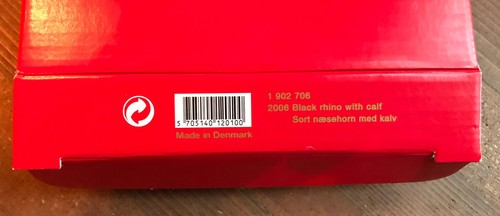 1 902 706
2006 Black rhino with calf
Sort næsehorn med kalv
5 705140 120100
Made in Denmark